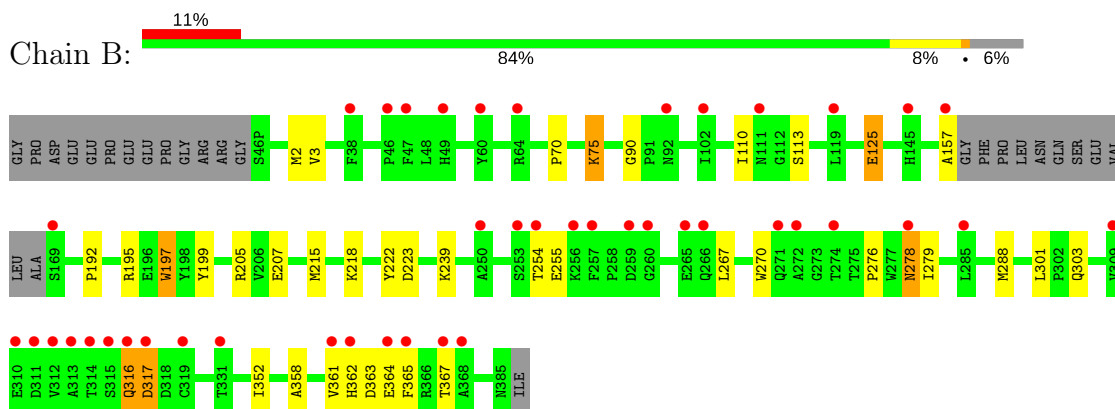 11%
Chain B:
84% 8% • 6%
GLY PRO ASP GLU GLU PRO GLU GLU PRO GLY ARG ARG GLY S46P M2 V3 F38 P46 F47 L48 H49 Y60 R64 P70 K75 G90 P91 N92 I102 I110 N111 G112 S113 L119 E125 H145 A157 GLY PHE PRO LEU ASN GLN SER GLU VAL
LEU ALA S169 P192 R195 E196 W197 Y198 Y199 R205 V206 E207 M215 K218 Y222 D223 K239 A250 S253 T254 E255 K256 F257 P258 D259 G260 E265 Q266 L267 W270 Q271 A272 G273 T274 T275 P276 W277 N278 I279 L285 M288 L301 P302 Q303 V309
E310 D311 V312 A313 T314 S315 Q316 D317 D318 C319 T331 I352 A358 V361 H362 D363 E364 F365 R366 T367 A368 N385 ILE